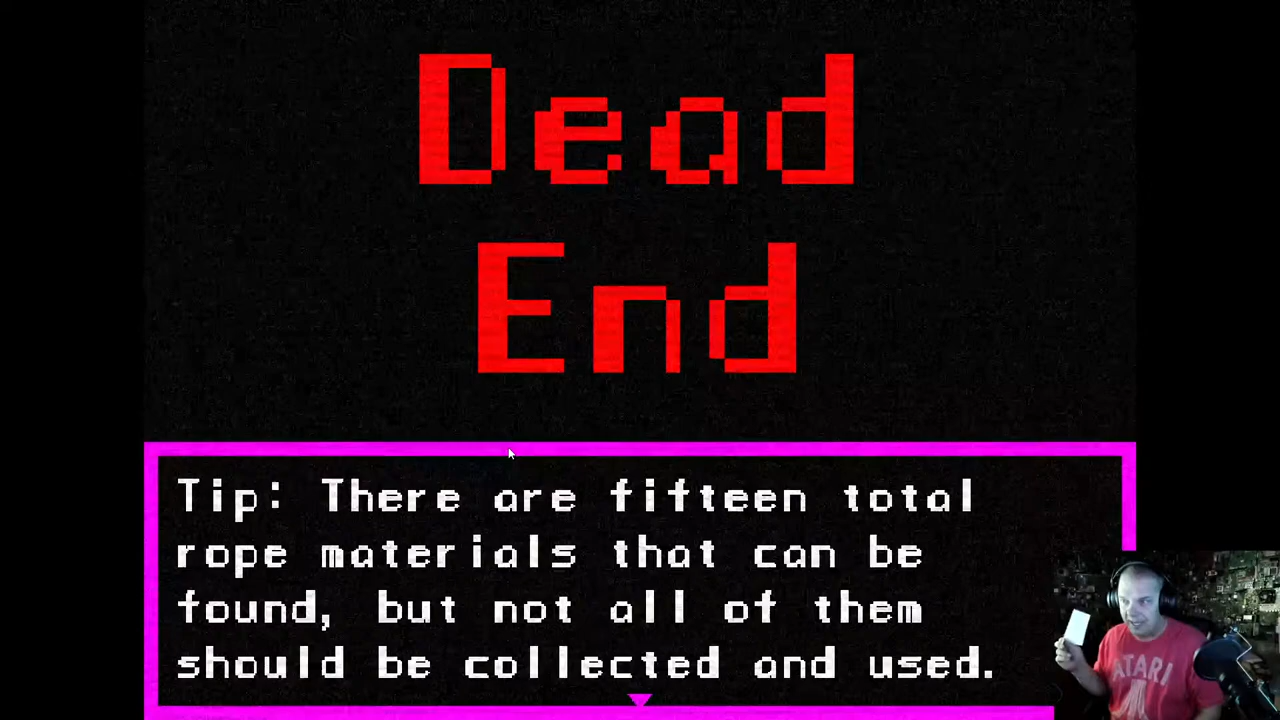 Dead
End
Tip: There are fifteen total
rope materials that can be
found, but not all of them
should be collected and used.
ATARI